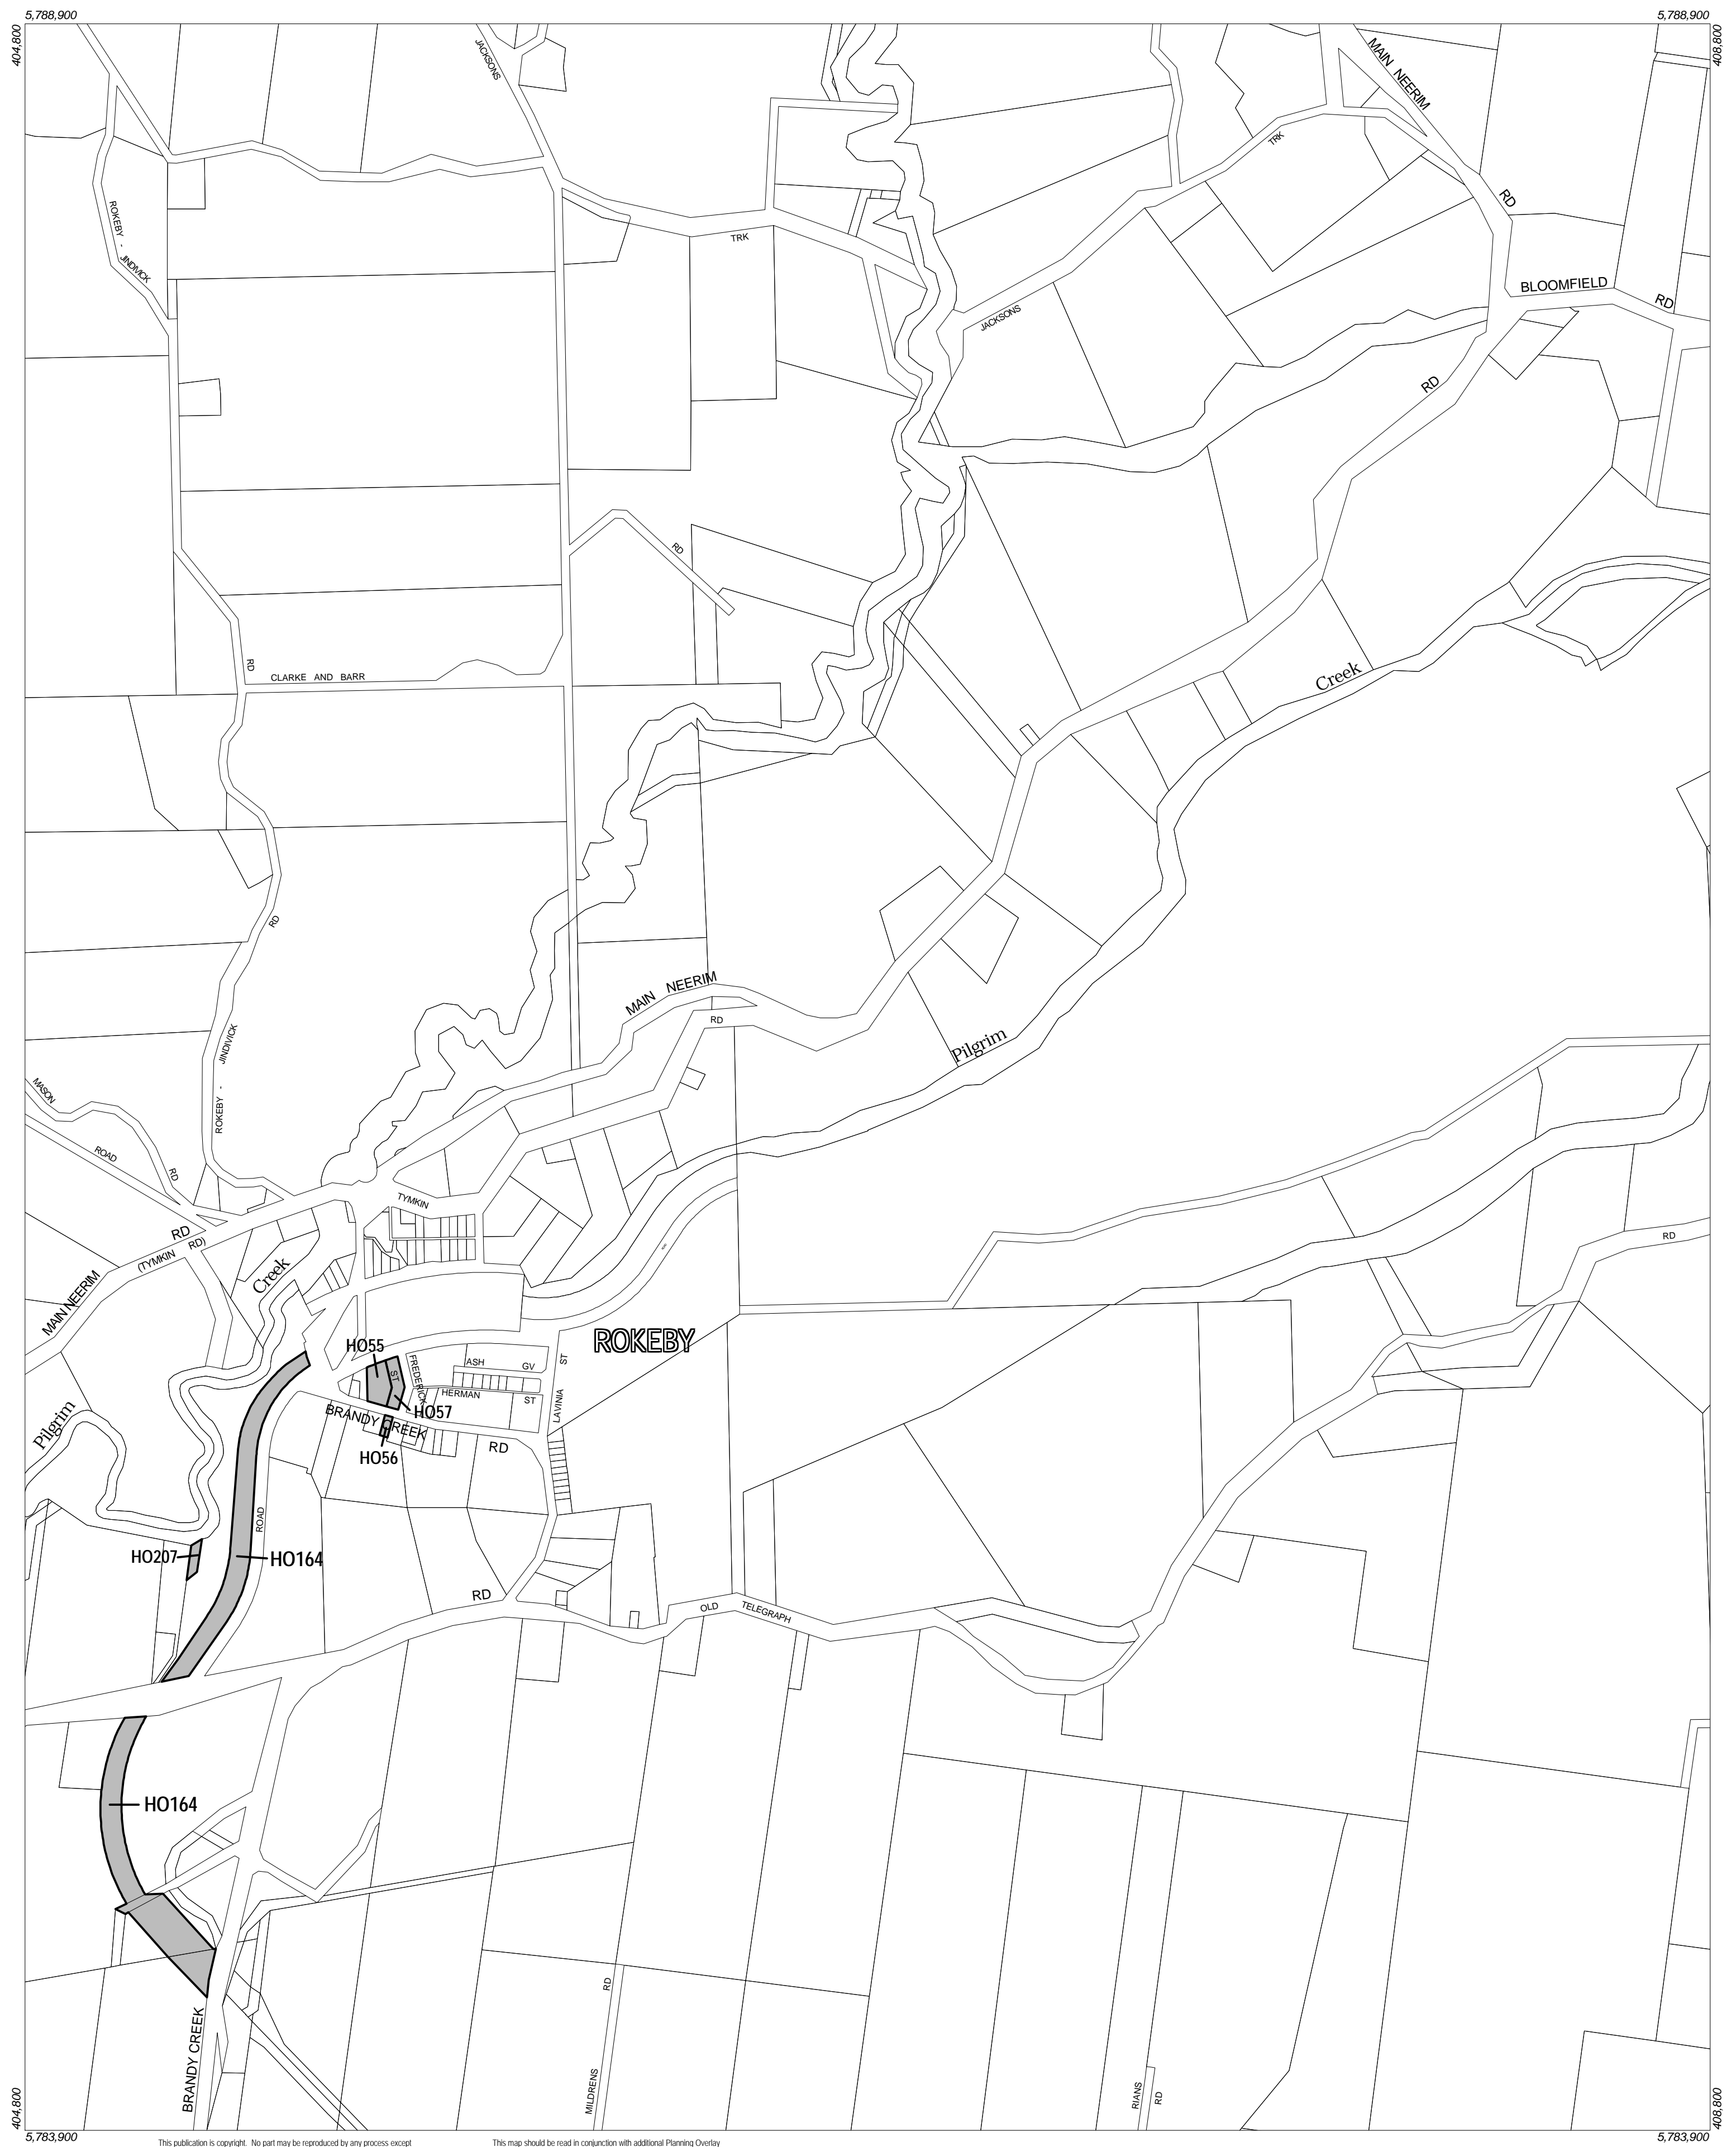 5,788,900
5,788,900
404,800
408,800
JACKSONS
MAIN NEERIM
TRK
RD
ROKEBY -
JINDIVICK
TRK
BLOOMFIELD
RD
JACKSONS
RD
RD
RD
CLARKE AND BARR
Creek
RD
MAIN NEERIM
RD
Pilgrim
JINDIVICK
ROKEBY -
MASON
ROAD
RD
TYMKIN
RD
(TYMKIN RD)
RD
Creek
MAIN NEERIM
ROKEBY
HO55
ST
FREDERICK
ASH GV
ST
HERMAN ST
LAVINIA
HO57
BRANDY CREEK
RD
HO56
Pilgrim
ROAD
HO207
HO164
RD
OLD TELEGRAPH
HO164
RD
BRANDY CREEK
MILDRENS
RIANS
RD
404,800
408,800
5,783,900
5,783,900
This publication is copyright. No part may be reproduced by any process except
This map should be read in conjunction with additional Planning Overlay